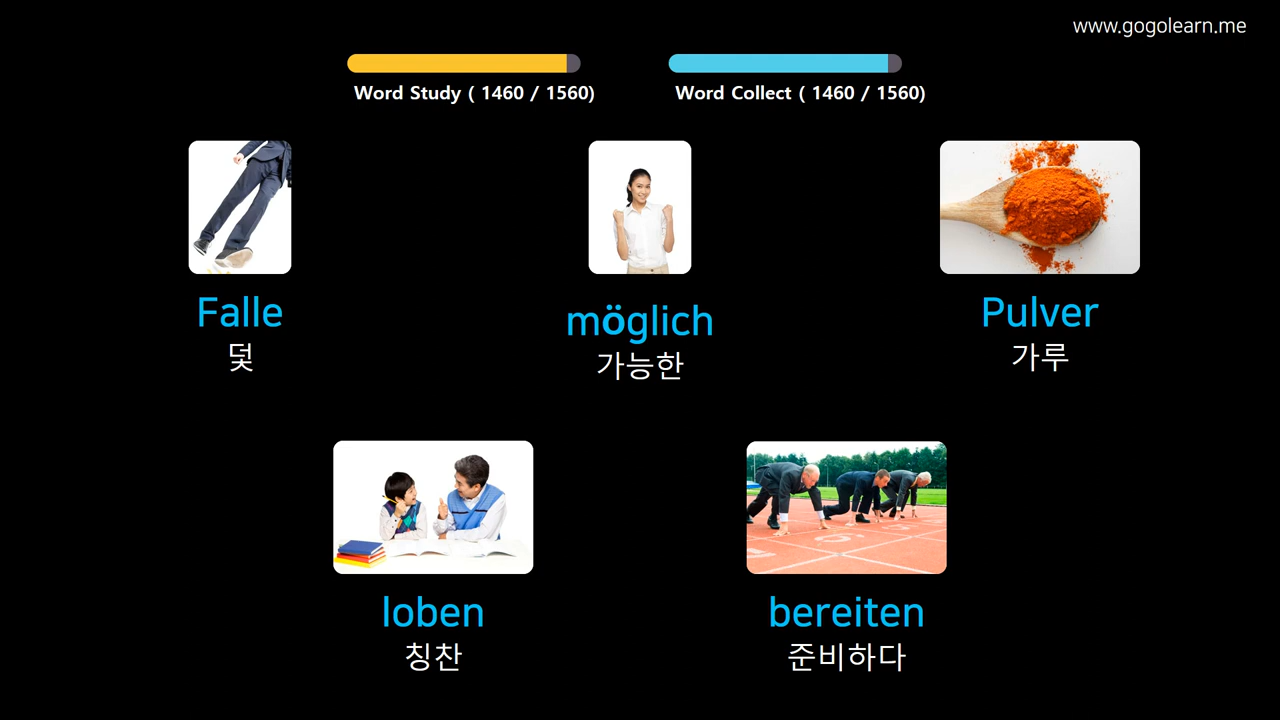 www.gogolearn.me
Word Study ( 1460 / 1560)
Word Collect ( 1460 / 1560)
Falle
덫
möglich
가능한
Pulver
가루
loben
칭찬
bereiten
준비하다